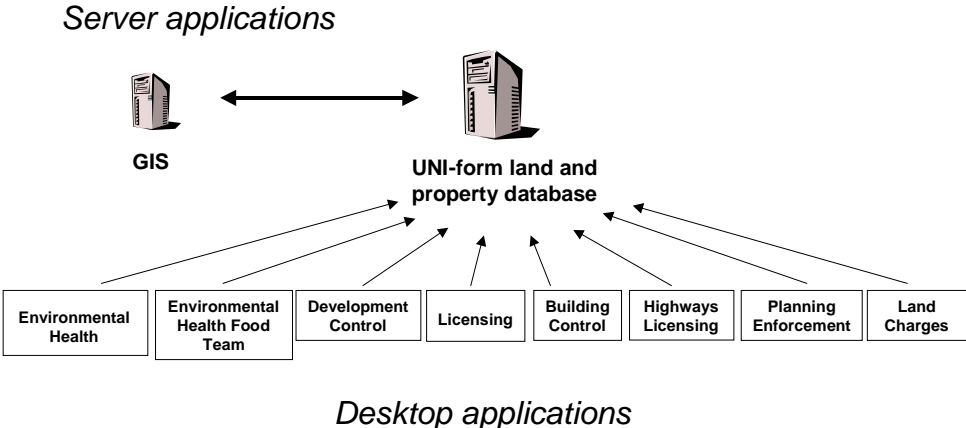 Server applications
GIS
UNI-form land and
property database
Environmental
Health
Environmental
Health Food
Team
Development
Control
Licensing
Building
Control
Highways
Licensing
Planning
Enforcement
Land
Charges
Desktop applications